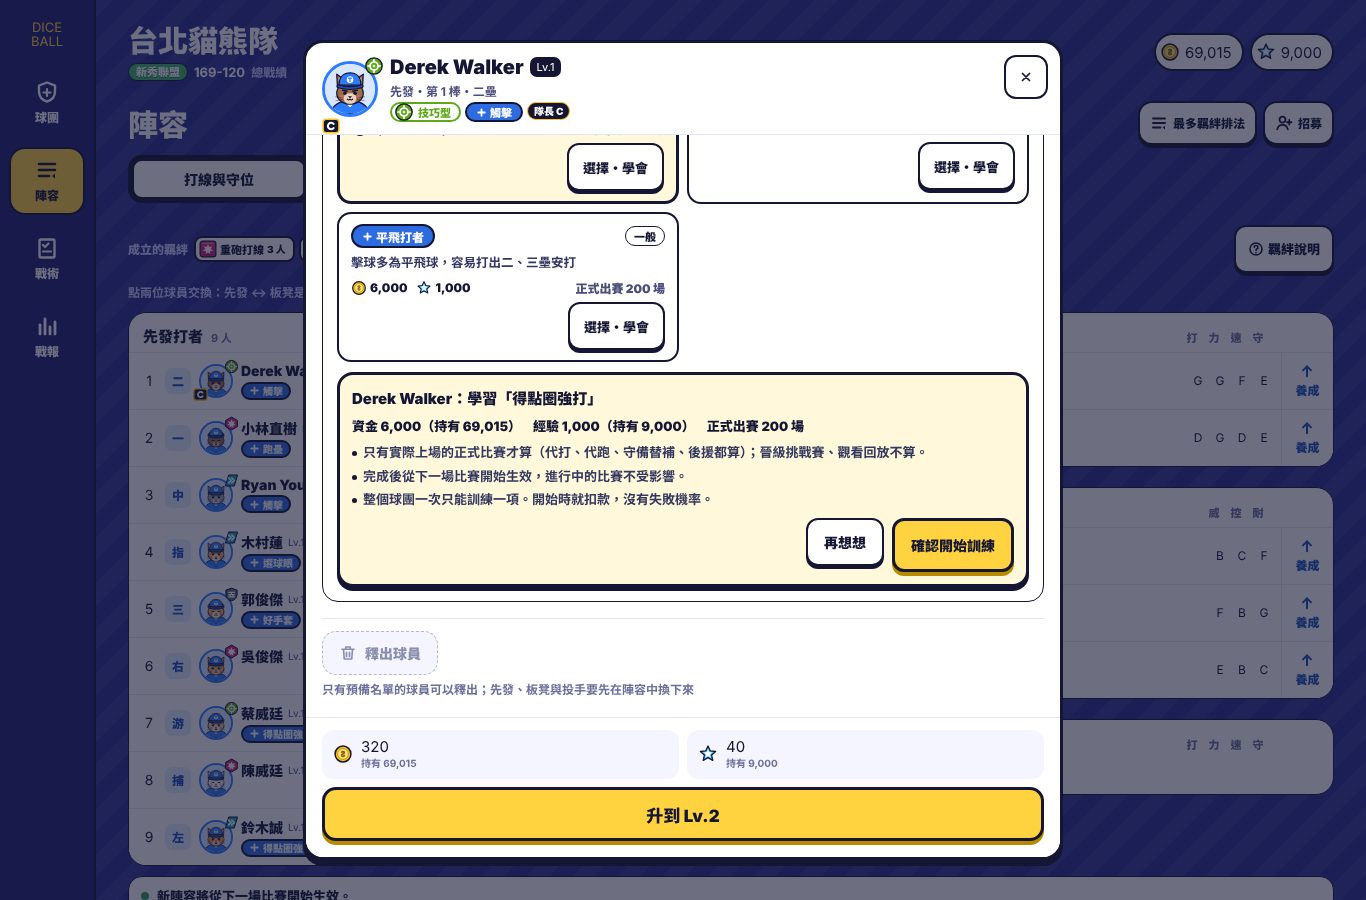 DICE
BALL
球團
陣容
戰術
戰報
台北貓熊隊
新秀聯盟 169-120 總戰績
69,015
9,000
陣容
最多羈絆排法
招募
打線與守位
成立的羈絆 重砲打線 3 人
羈絆說明
點兩位球員交換：先發 ↔ 板凳是
先發打者 9 人
打 力 速 守
1 二 C Derek Wa
+ 觸擊
G G F E
養成
2 一 小林直樹
+ 跑壘
D G D E
養成
3 中 Ryan You
+ 觸擊
4 指 木村蓮 Lv.1
+ 選球眼
5 三 郭俊傑 Lv.1
+ 好手套
6 右 吳俊傑 Lv.1
7 游 蔡威廷 Lv.1
+ 得點圈強
8 捕 陳威廷 Lv.1
9 左 鈴木誠 Lv.1
+ 得點圈強
威 控 耐
B C F
養成
F B G
養成
E B C
養成
打 力 速 守
新陣容將從下一場比賽開始生效。
Derek Walker Lv.1
先發・第 1 棒・二壘
技巧型 + 觸擊 隊長 C
C
×
選擇・學會
選擇・學會
+ 平飛打者 一般
擊球多為平飛球，容易打出二、三壘安打
6,000 1,000 正式出賽 200 場
選擇・學會
Derek Walker：學習「得點圈強打」
資金 6,000（持有 69,015） 經驗 1,000（持有 9,000） 正式出賽 200 場
• 只有實際上場的正式比賽才算（代打、代跑、守備替補、後援都算）；晉級挑戰賽、觀看回放不算。
• 完成後從下一場比賽開始生效，進行中的比賽不受影響。
• 整個球團一次只能訓練一項。開始時就扣款，沒有失敗機率。
再想想
確認開始訓練
釋出球員
只有預備名單的球員可以釋出；先發、板凳與投手要先在陣容中換下來
320
持有 69,015
40
持有 9,000
升到 Lv.2